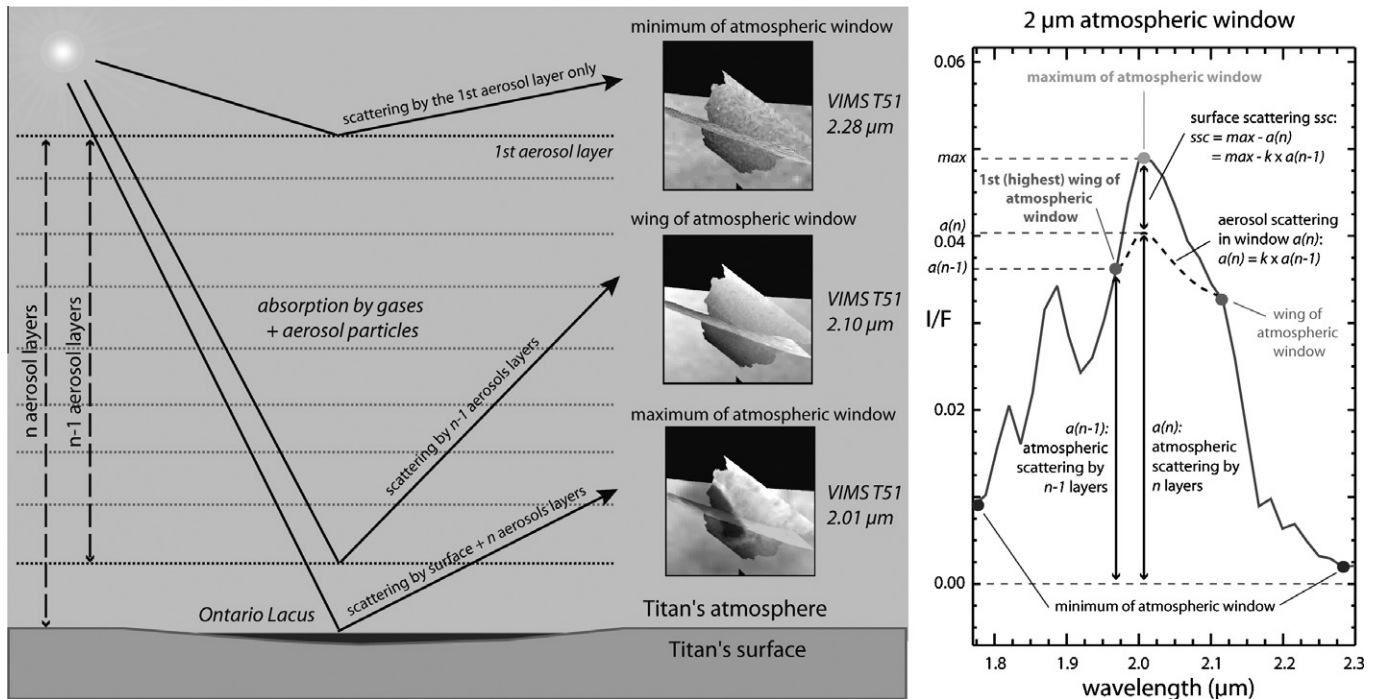 minimum of atmospheric window
scattering by the 1st aerosol layer only
VIMS T51
2.28 µm
1st aerosol layer
wing of atmospheric window
absorption by gases
+ aerosol particles
VIMS T51
2.10 µm
n aerosol layers
n-1 aerosol layers
scattering by n-1 aerosols layers
maximum of atmospheric window
VIMS T51
2.01 µm
scattering by surface + n aerosols layers
Ontario Lacus
Titan's atmosphere
Titan's surface
2 µm atmospheric window
0.06
maximum of atmospheric window
surface scattering ssc:
ssc = max - a(n)
= max - k x a(n-1)
max
1st (highest) wing of
atmospheric
window
a(n)
0.04
a(n-1)
aerosol scattering
in window a(n):
a(n) = k x a(n-1)
I/F
wing of
atmospheric
window
0.02
a(n-1):
atmospheric
scattering by
n-1 layers
a(n):
atmospheric
scattering by
n layers
0.00
minimum of atmospheric window
1.8
1.9
2.0
2.1
2.2
2.3
wavelength (µm)